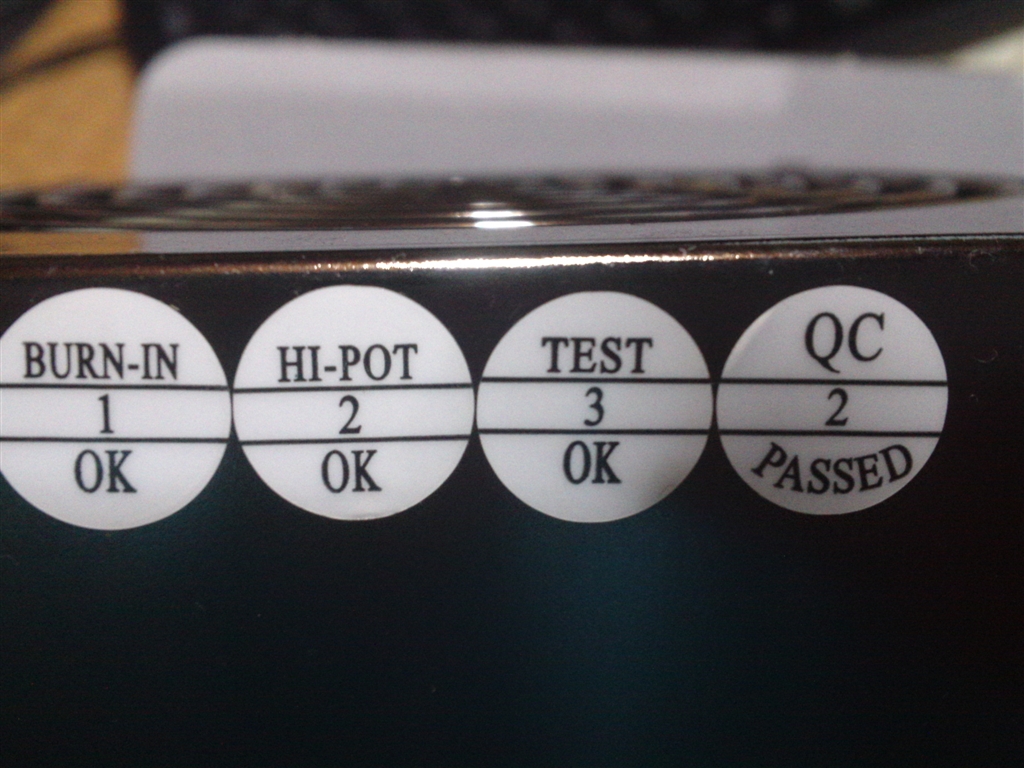 BURN-IN
1
OK
HI-POT
2
OK
TEST
3
OK
QC
2
PASSED